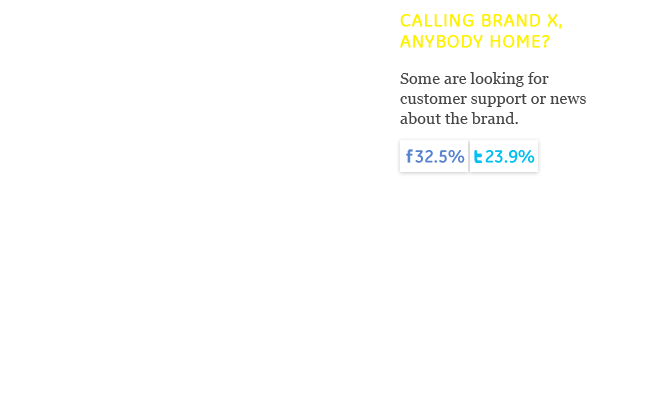 CALLING BRAND X,
ANYBODY HOME?
Some are looking for
customer support or news
about the brand.
f 32.5% t 23.9%